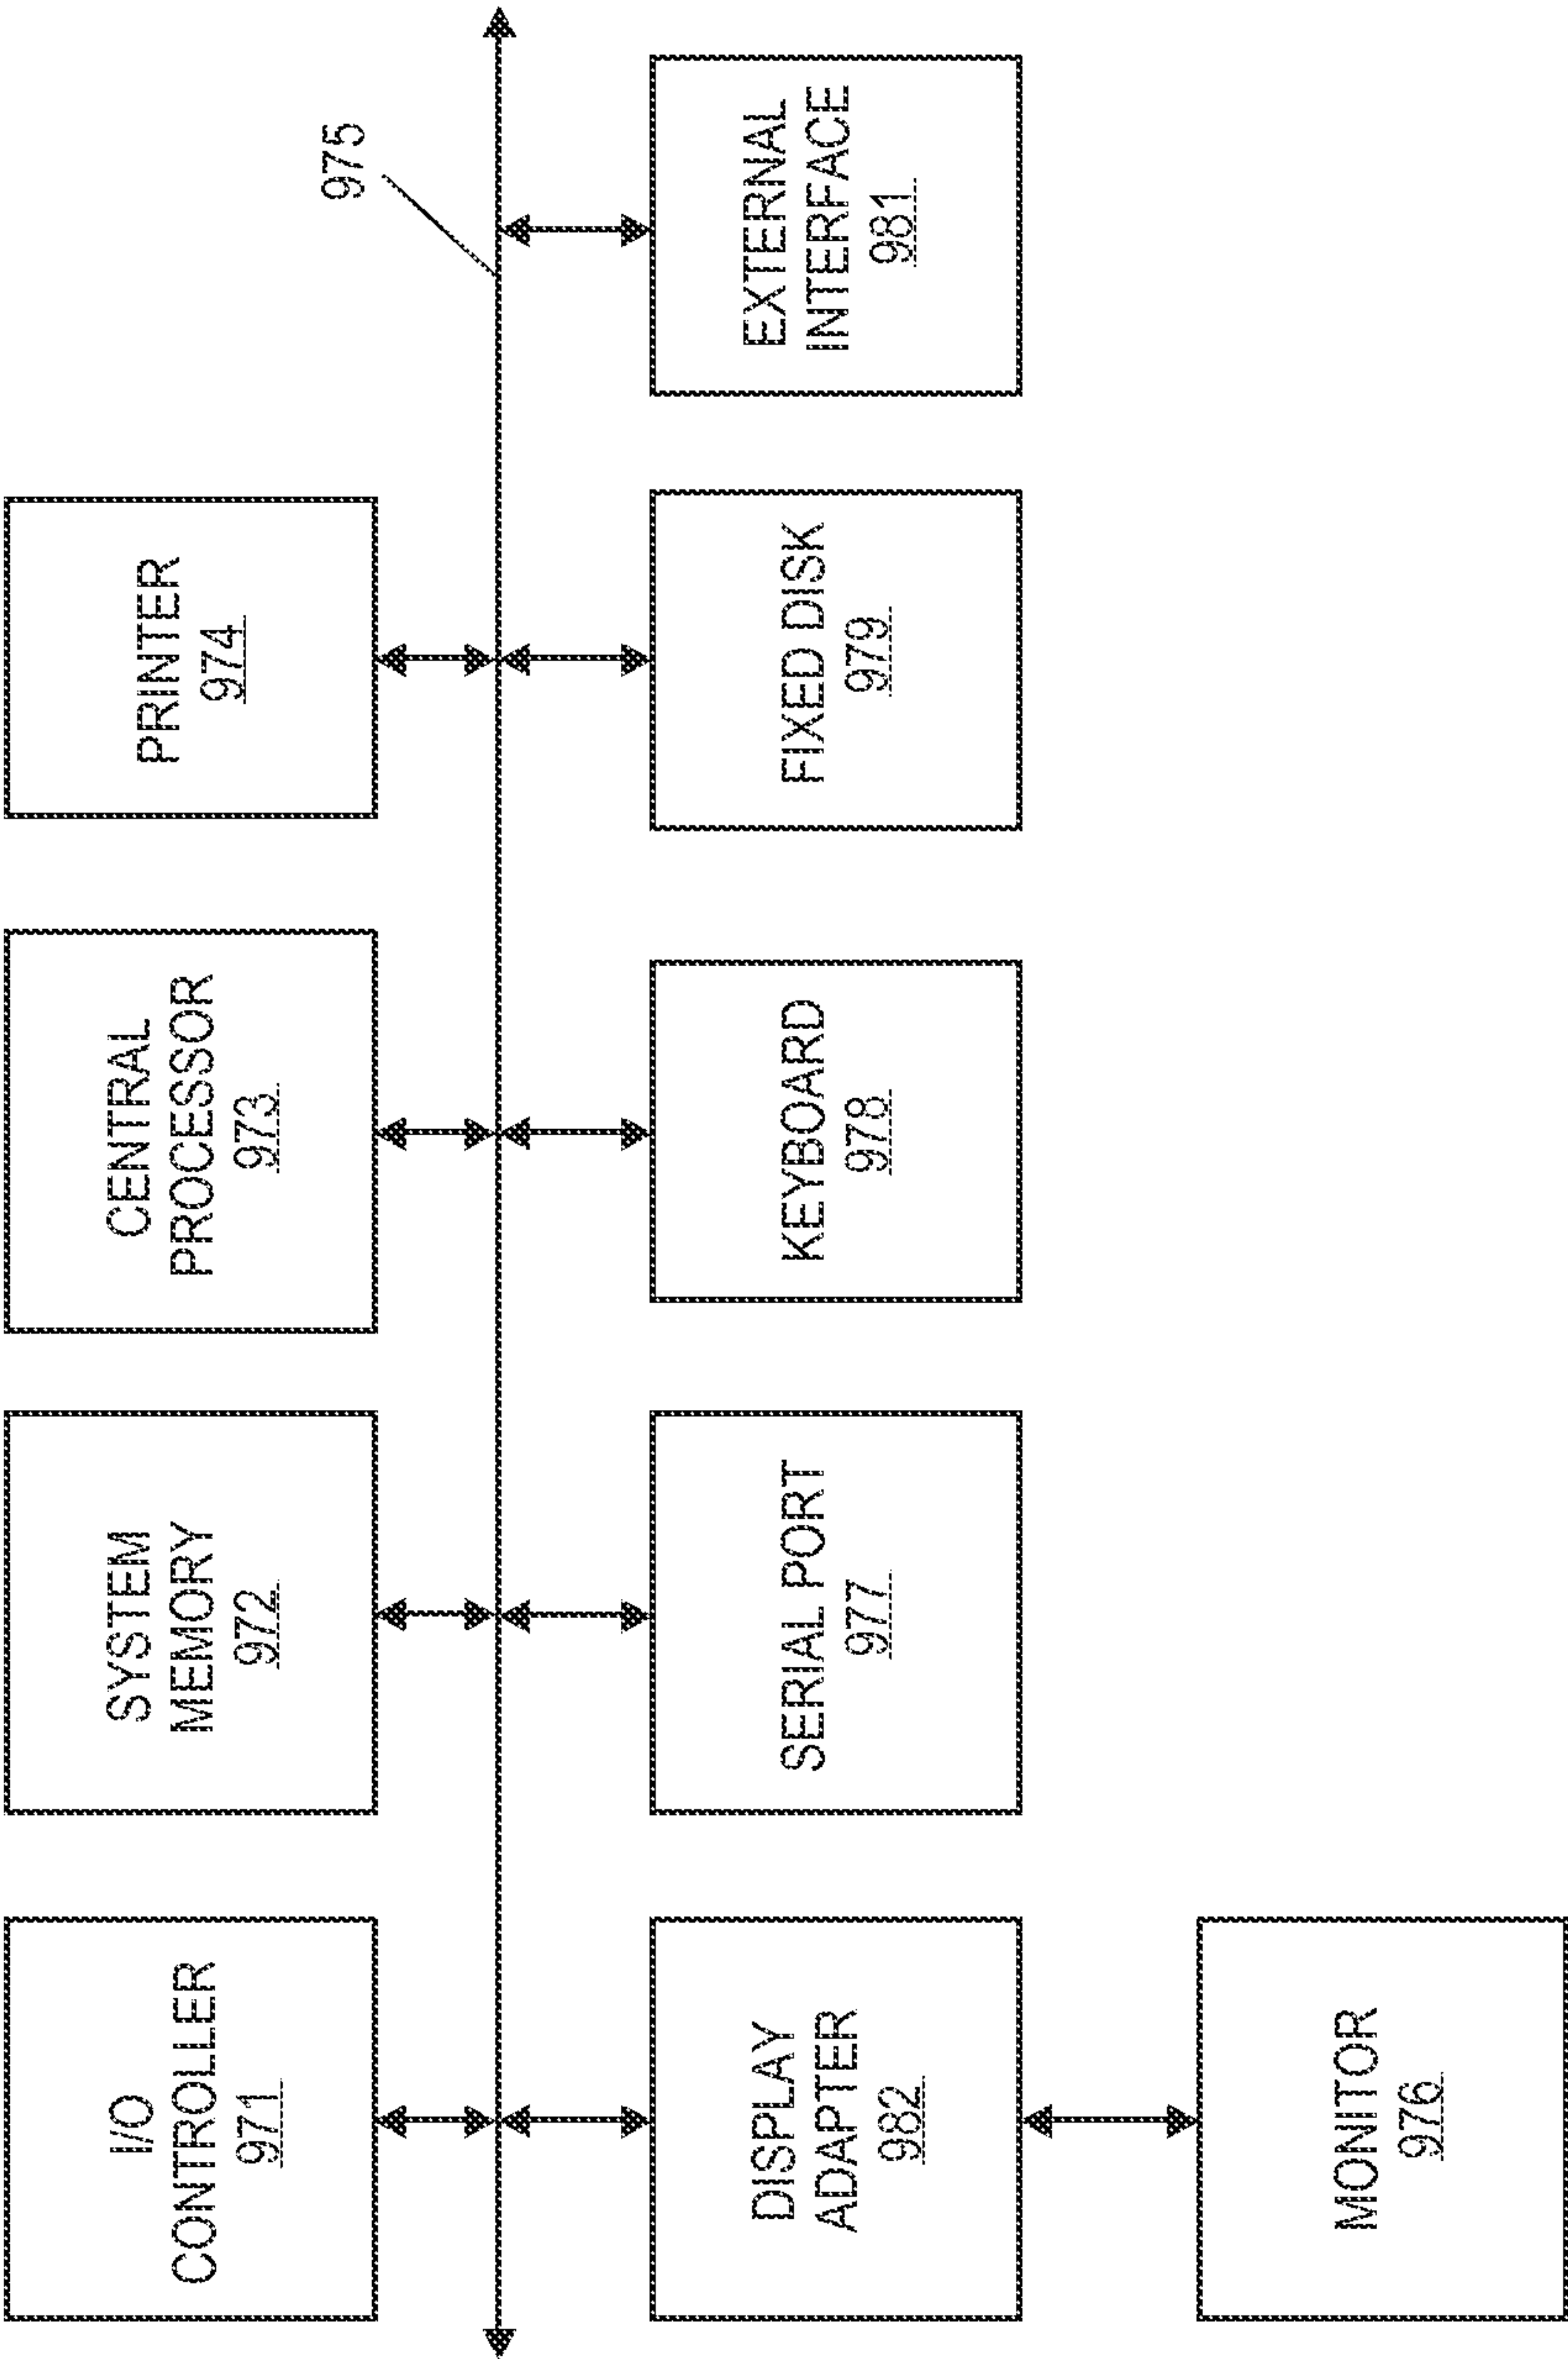 I/O
CONTROLLER
971
SYSTEM
MEMORY
972
CENTRAL
PROCESSOR
973
PRINTER
974
975
DISPLAY
ADAPTER
982
SERIAL PORT
977
KEYBOARD
978
FIXED DISK
979
EXTERNAL
INTERFACE
981
MONITOR
976